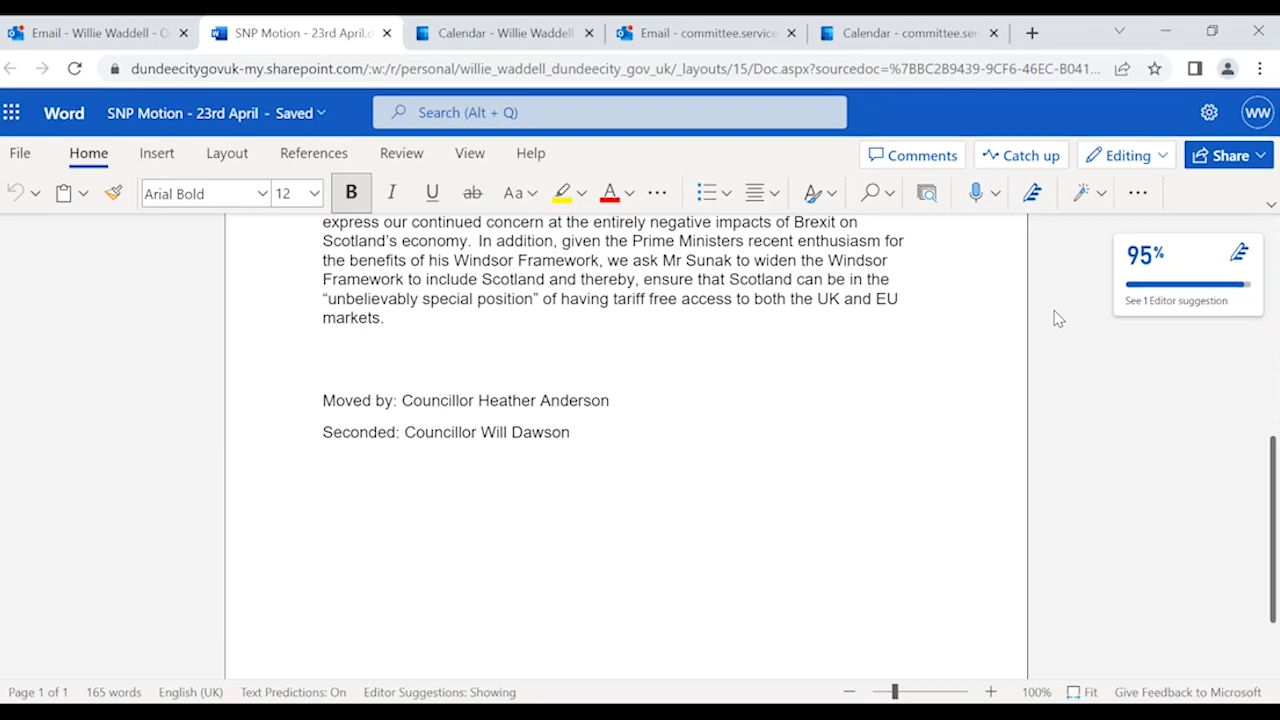 Email - Willie Waddell - O
SNP Motion - 23rd April.d
Calendar - Willie Waddell
Email - committee.service
Calendar - committee.ser
dundeecitygovuk-my.sharepoint.com/:w:/r/personal/willie_waddell_dundeecity_gov_uk/_layouts/15/Doc.aspx?sourcedoc=%7BBC2B9439-9CF6-46EC-B041...
Word SNP Motion - 23rd April - Saved Search (Alt + Q) WW
File Home Insert Layout References Review View Help Comments Catch up Editing Share
Arial Bold 12 B I U ab Aa A
express our continued concern at the entirely negative impacts of Brexit on
Scotland's economy. In addition, given the Prime Ministers recent enthusiasm for
the benefits of his Windsor Framework, we ask Mr Sunak to widen the Windsor
Framework to include Scotland and thereby, ensure that Scotland can be in the
“unbelievably special position” of having tariff free access to both the UK and EU
markets.
95%
See 1 Editor suggestion
Moved by: Councillor Heather Anderson
Seconded: Councillor Will Dawson
Page 1 of 1 165 words English (UK) Text Predictions: On Editor Suggestions: Showing 100% Fit Give Feedback to Microsoft